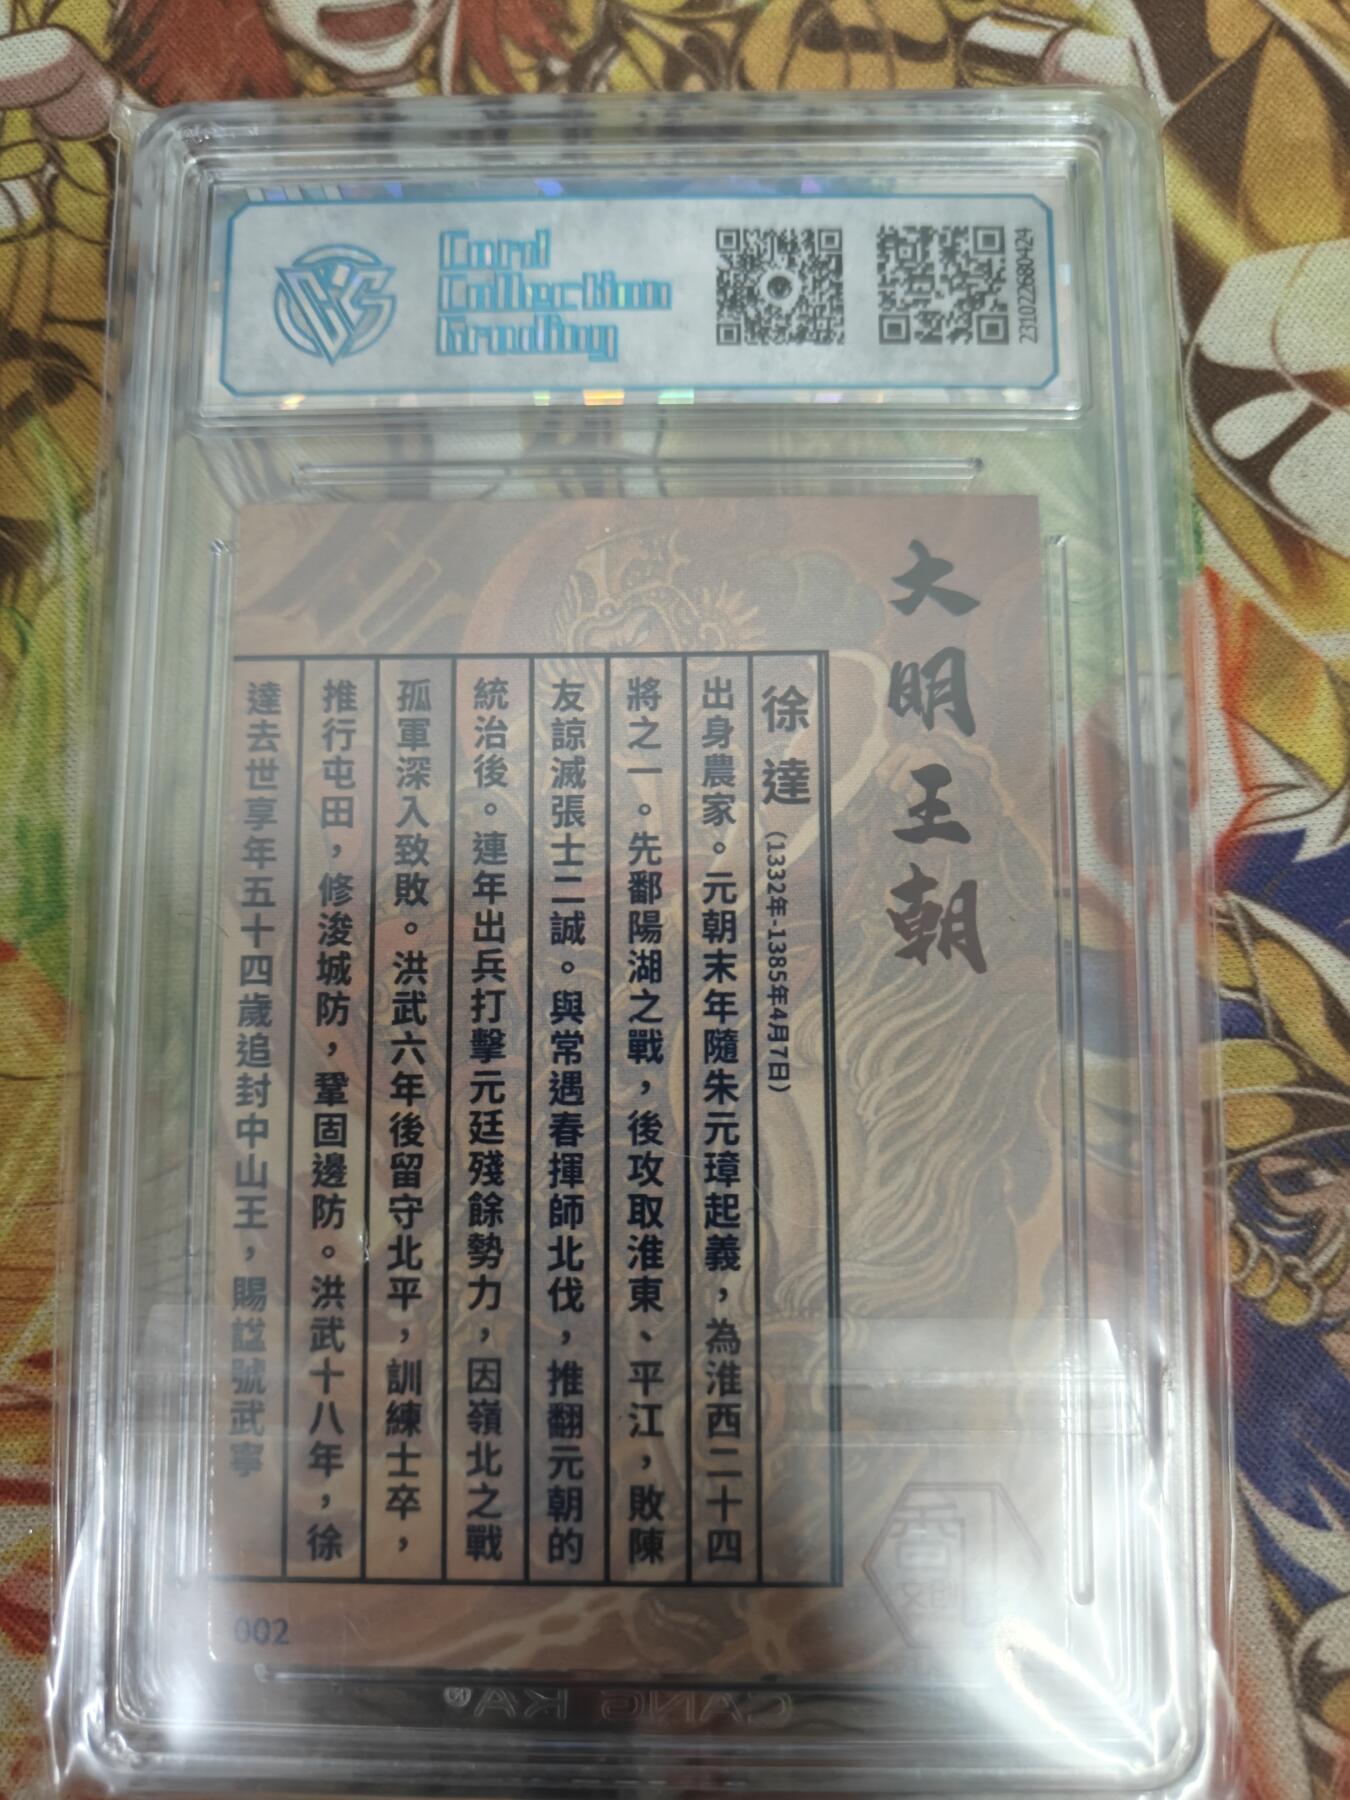 CCG
Card
Collection
Grading
2310722680424
大明王朝
徐達（1332年-1385年4月7日）
出身農家。元朝末年隨朱元璋起義，為淮西二十四
將之一。先鄱陽湖之戰，後攻取淮東、平江，敗陳
友諒滅張士二誠。與常遇春揮師北伐，推翻元朝的
統治後。連年出兵打擊元廷殘餘勢力，因嶺北之戰
孤軍深入致敗。洪武六年後留守北平，訓練士卒，
推行屯田，修浚城防，鞏固邊防。洪武十八年，徐
達去世享年五十四歲追封中山王，賜諡號武寧
002